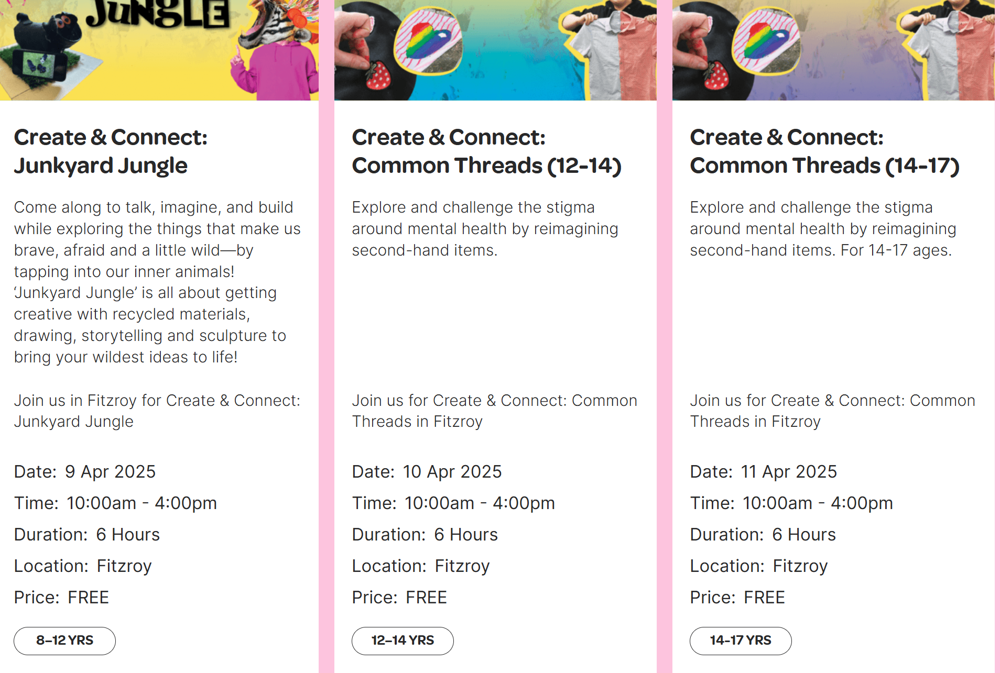 JuNGLE
Create & Connect:
Junkyard Jungle
Come along to talk, imagine, and build
while exploring the things that make us
brave, afraid and a little wild—by
tapping into our inner animals!
‘Junkyard Jungle’ is all about getting
creative with recycled materials,
drawing, storytelling and sculpture to
bring your wildest ideas to life!
Join us in Fitzroy for Create & Connect:
Junkyard Jungle
Date: 9 Apr 2025
Time: 10:00am - 4:00pm
Duration: 6 Hours
Location: Fitzroy
Price: FREE
8–12 YRS
Create & Connect:
Common Threads (12-14)
Explore and challenge the stigma
around mental health by reimagining
second-hand items.
Join us for Create & Connect: Common
Threads in Fitzroy
Date: 10 Apr 2025
Time: 10:00am - 4:00pm
Duration: 6 Hours
Location: Fitzroy
Price: FREE
12–14 YRS
Create & Connect:
Common Threads (14-17)
Explore and challenge the stigma
around mental health by reimagining
second-hand items. For 14-17 ages.
Join us for Create & Connect: Common
Threads in Fitzroy
Date: 11 Apr 2025
Time: 10:00am - 4:00pm
Duration: 6 Hours
Location: Fitzroy
Price: FREE
14-17 YRS